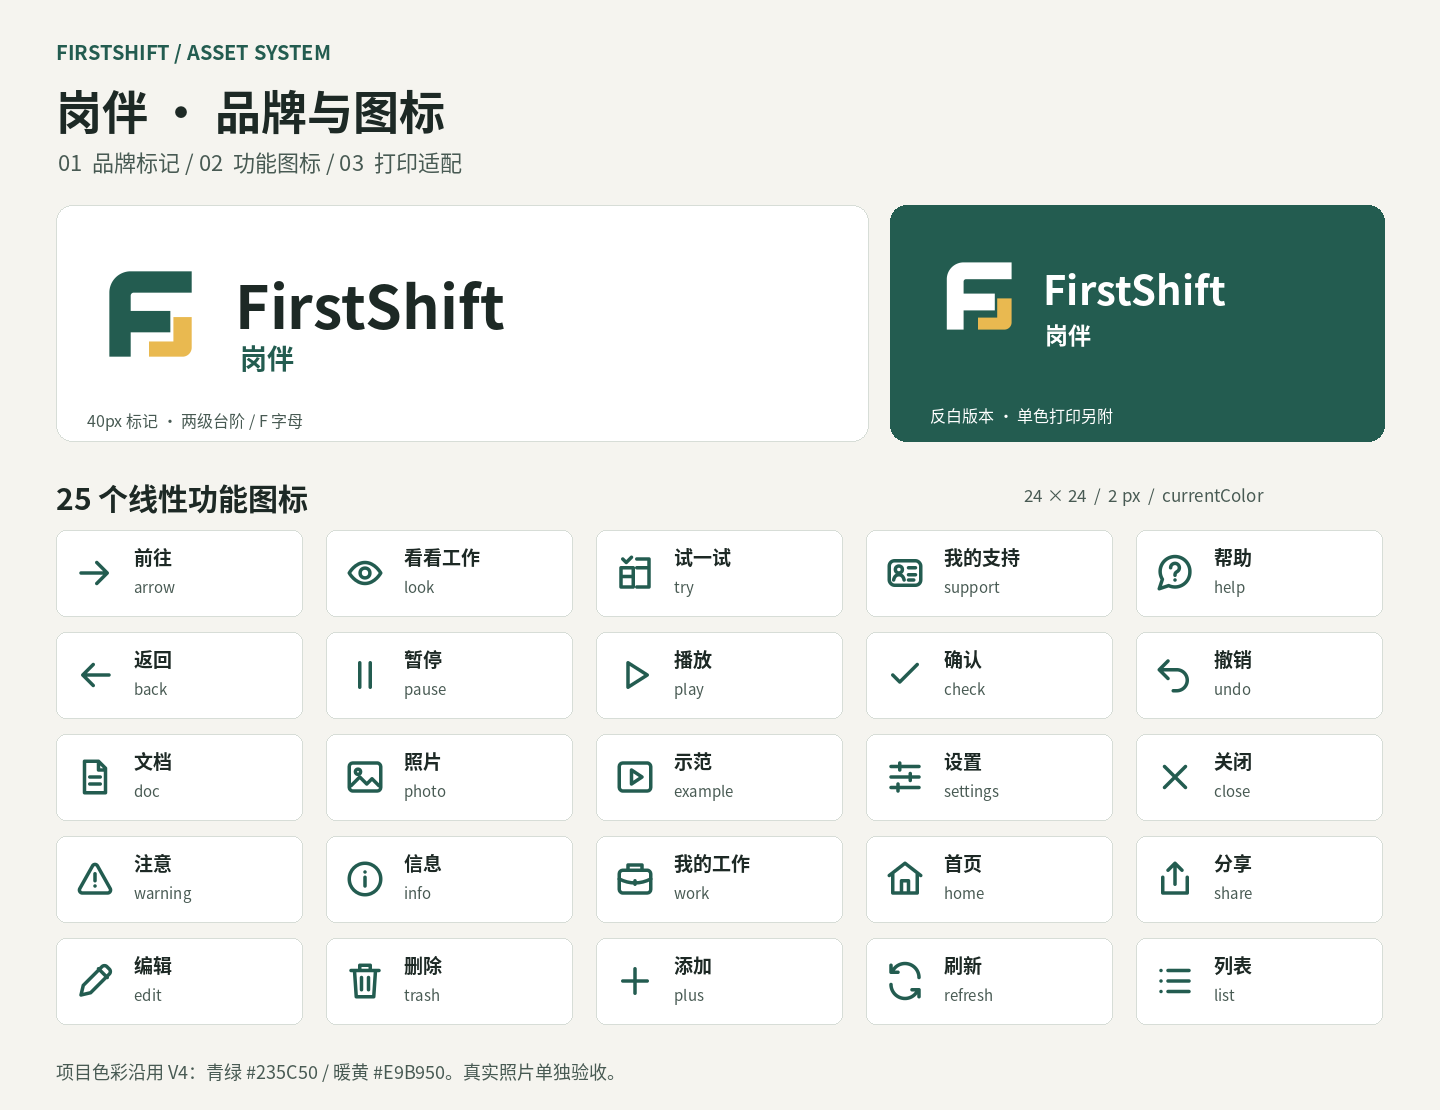 FIRSTSHIFT / ASSET SYSTEM
岗伴 · 品牌与图标
01 品牌标记 / 02 功能图标 / 03 打印适配
FirstShift
岗伴
40px 标记 · 两级台阶 / F 字母
FirstShift
岗伴
反白版本 · 单色打印另附
25 个线性功能图标
24 × 24 / 2 px / currentColor
前往
arrow
看看工作
look
试一试
try
我的支持
support
帮助
help
返回
back
暂停
pause
播放
play
确认
check
撤销
undo
文档
doc
照片
photo
示范
example
设置
settings
关闭
close
注意
warning
信息
info
我的工作
work
首页
home
分享
share
编辑
edit
删除
trash
添加
plus
刷新
refresh
列表
list
项目色彩沿用 V4：青绿 #235C50 / 暖黄 #E9B950。真实照片单独验收。